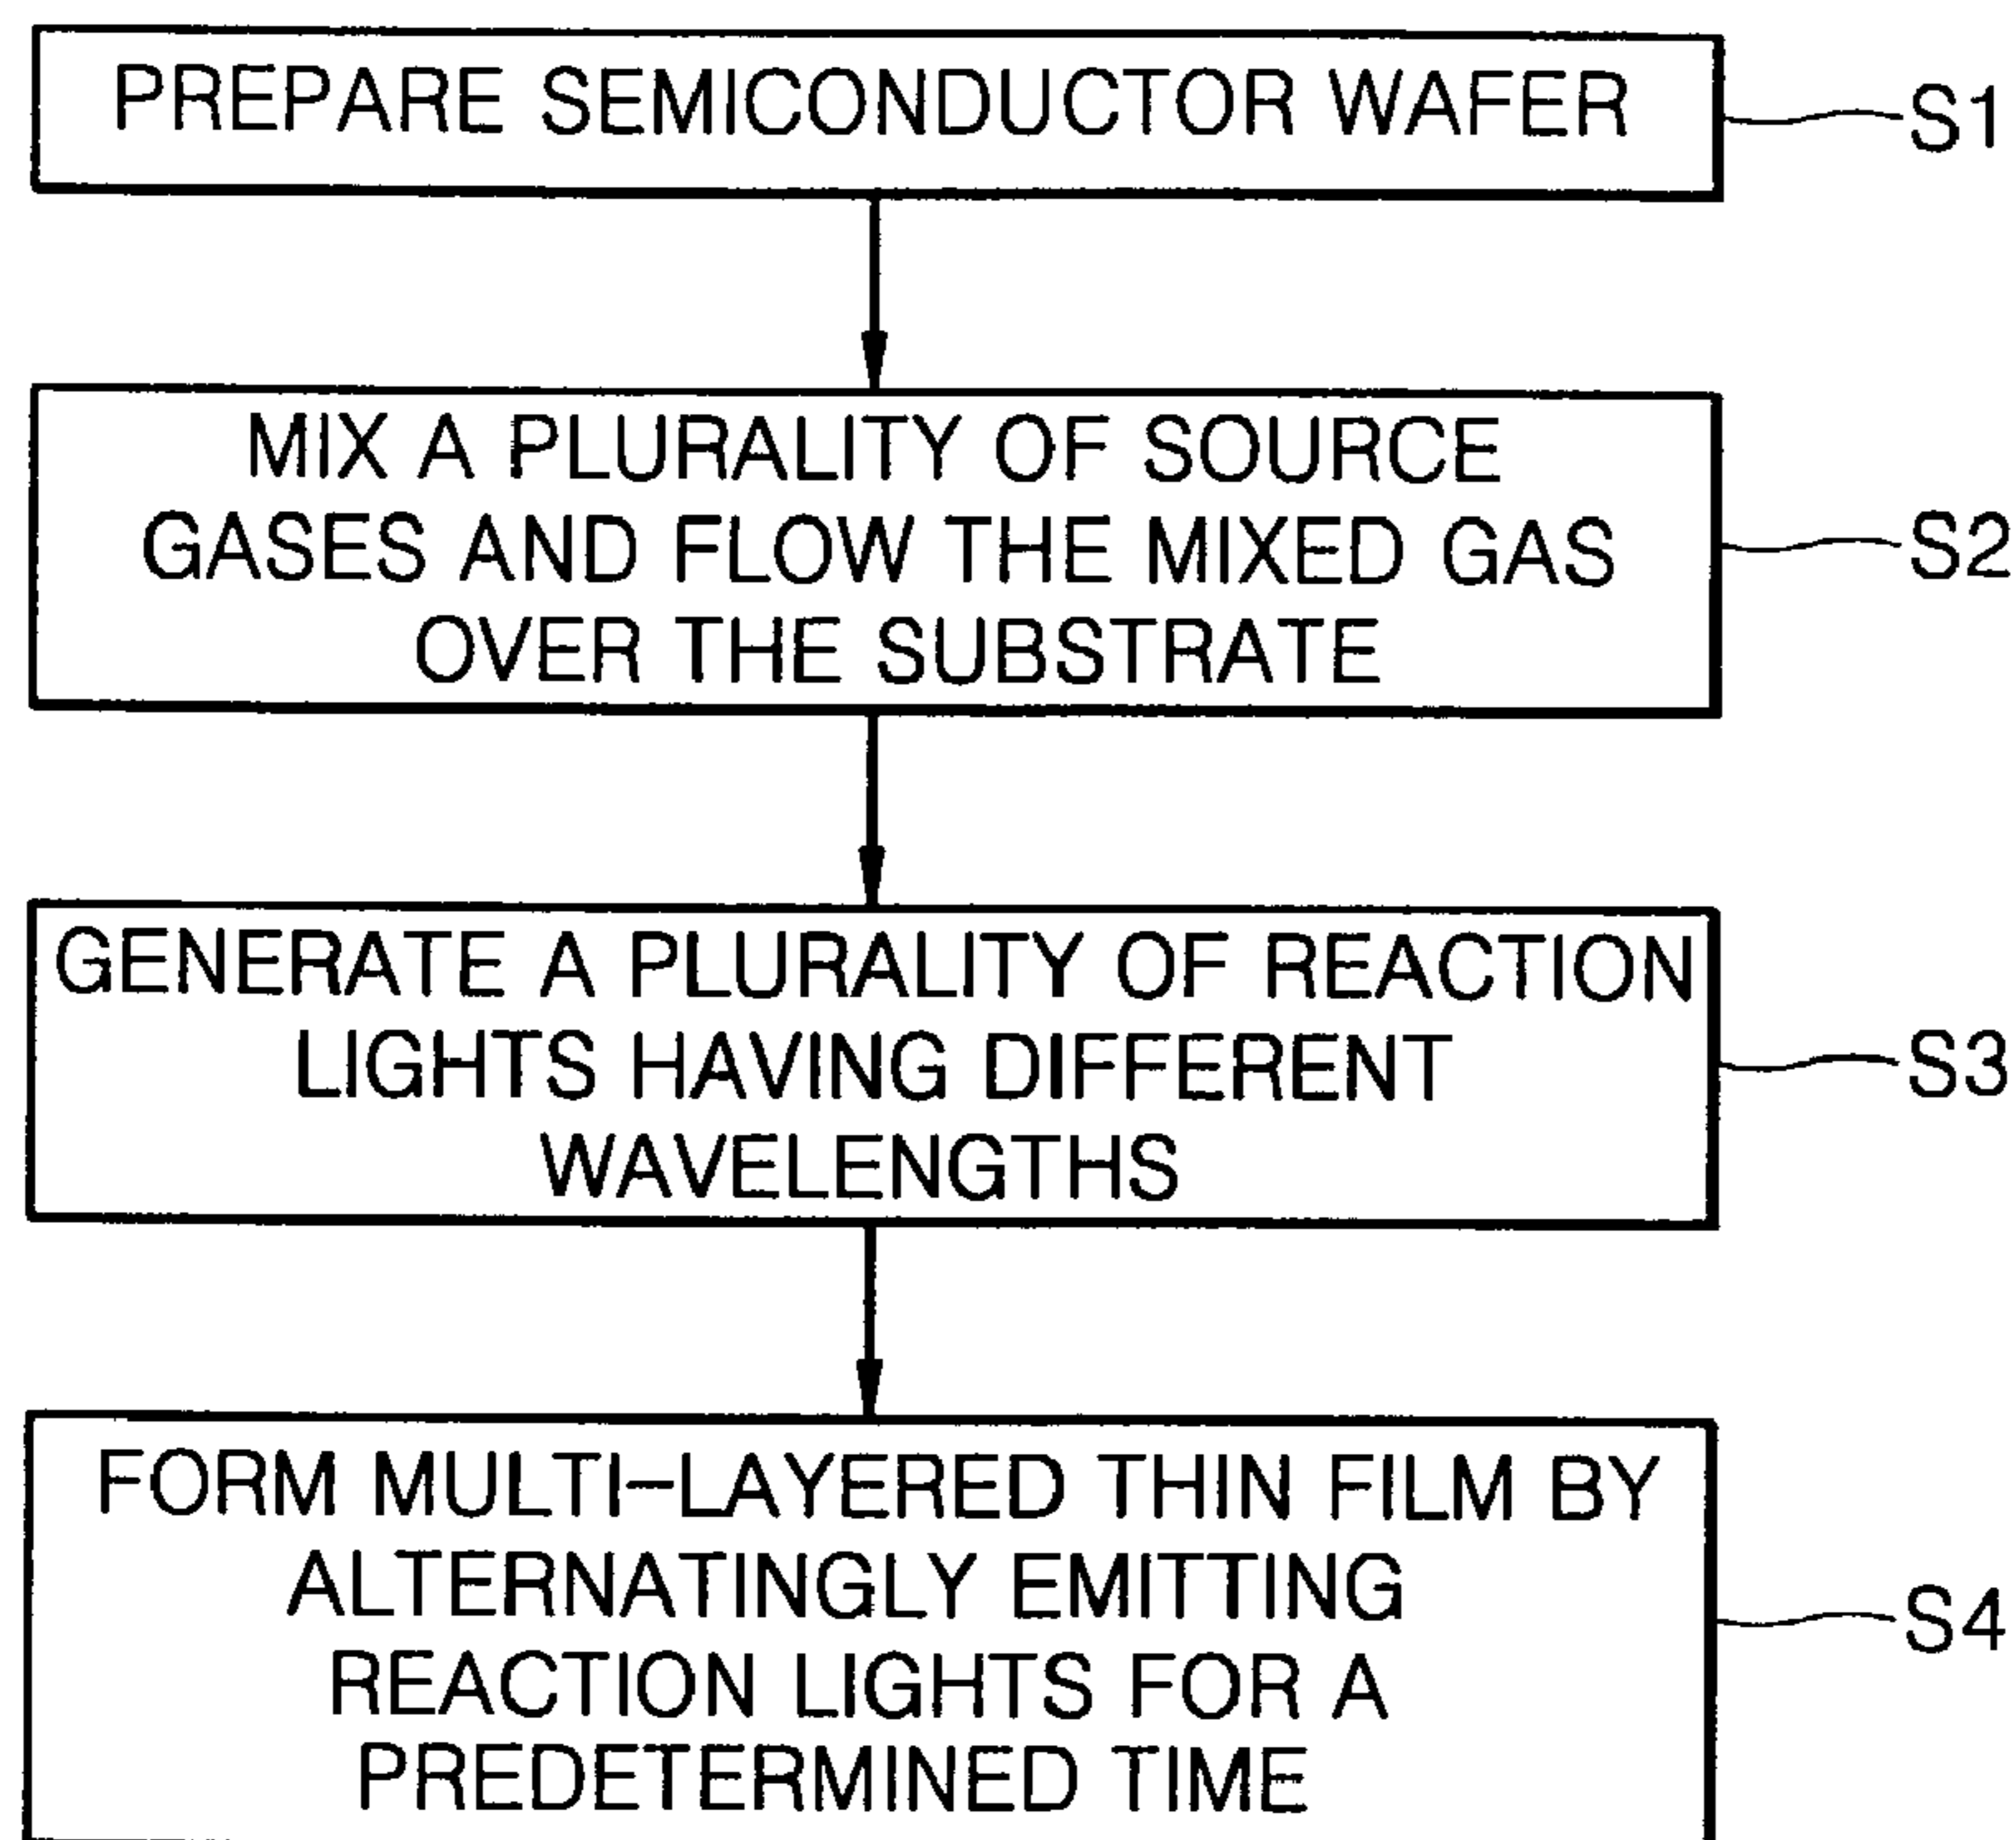 PREPARE SEMICONDUCTOR WAFER
S1
MIX A PLURALITY OF SOURCE
GASES AND FLOW THE MIXED GAS
OVER THE SUBSTRATE
S2
GENERATE A PLURALITY OF REACTION
LIGHTS HAVING DIFFERENT
WAVELENGTHS
S3
FORM MULTI-LAYERED THIN FILM BY
ALTERNATINGLY EMITTING
REACTION LIGHTS FOR A
PREDETERMINED TIME
S4